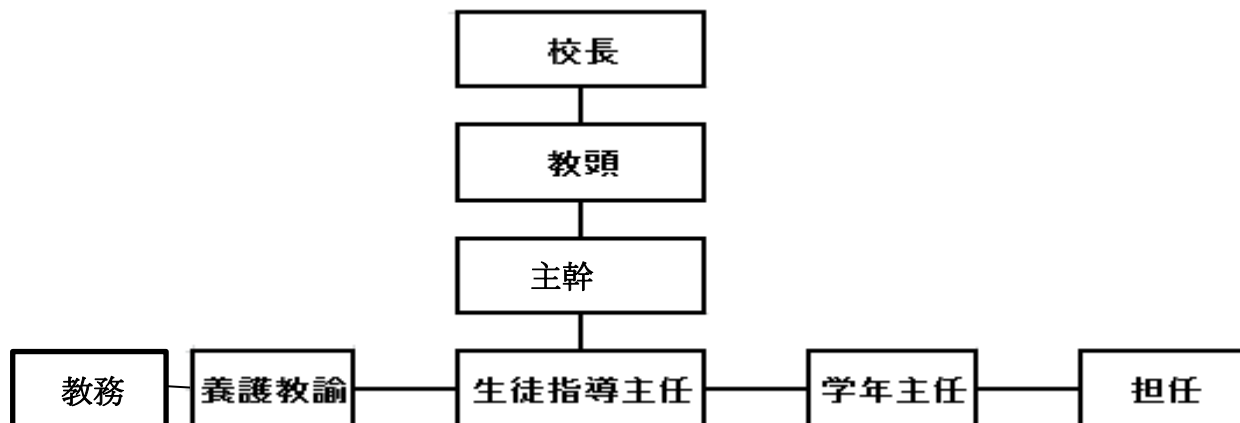 校長
教頭
主幹
教務 養護教諭 生徒指導主任 学年主任 担任